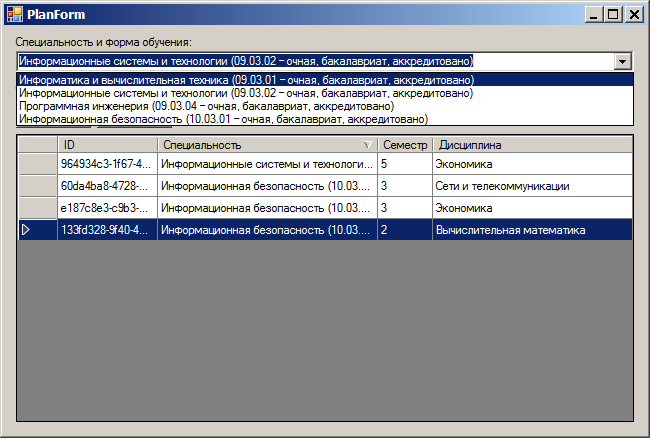 PlanForm
Специальность и форма обучения:
Информационные системы и технологии (09.03.02 – очная, бакалавриат, аккредитовано)
Информатика и вычислительная техника (09.03.01 – очная, бакалавриат, аккредитовано)
Информационные системы и технологии (09.03.02 – очная, бакалавриат, аккредитовано)
Программная инженерия (09.03.04 – очная, бакалавриат, аккредитовано)
Информационная безопасность (10.03.01 – очная, бакалавриат, аккредитовано)
ID Специальность Семестр Дисциплина
964934c3-1f67-4... Информационные системы и технологи... 5 Экономика
60da4ba8-4728-... Информационная безопасность (10.03.... 3 Сети и телекоммуникации
e187c8e3-c9b3-... Информационная безопасность (10.03.... 3 Экономика
133fd328-9f40-4... Информационная безопасность (10.03.... 2 Вычислительная математика